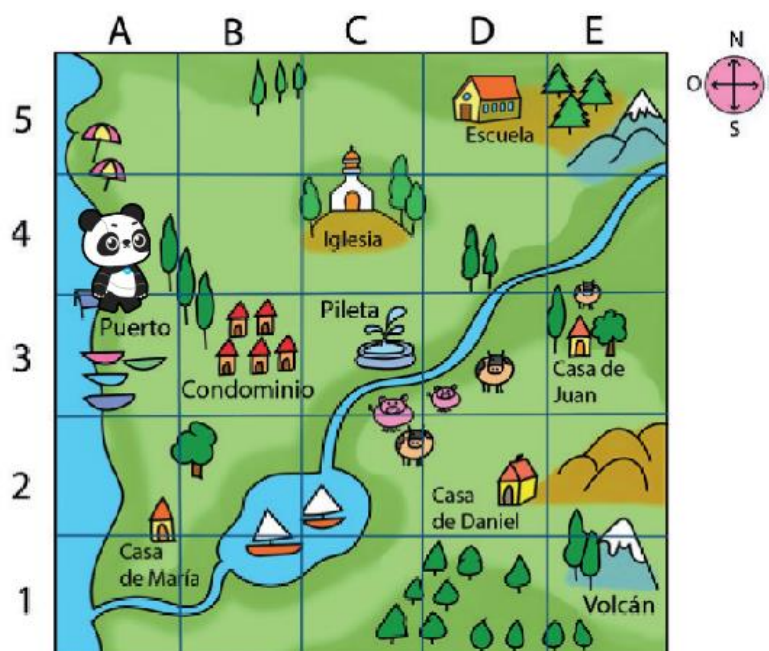 A B C D E
N
O
S
5
Escuela
4
Iglesia
Puerto
Pileta
3
Condominio
Casa de
Juan
2
Casa
de Daniel
Casa
de María
1
Volcán